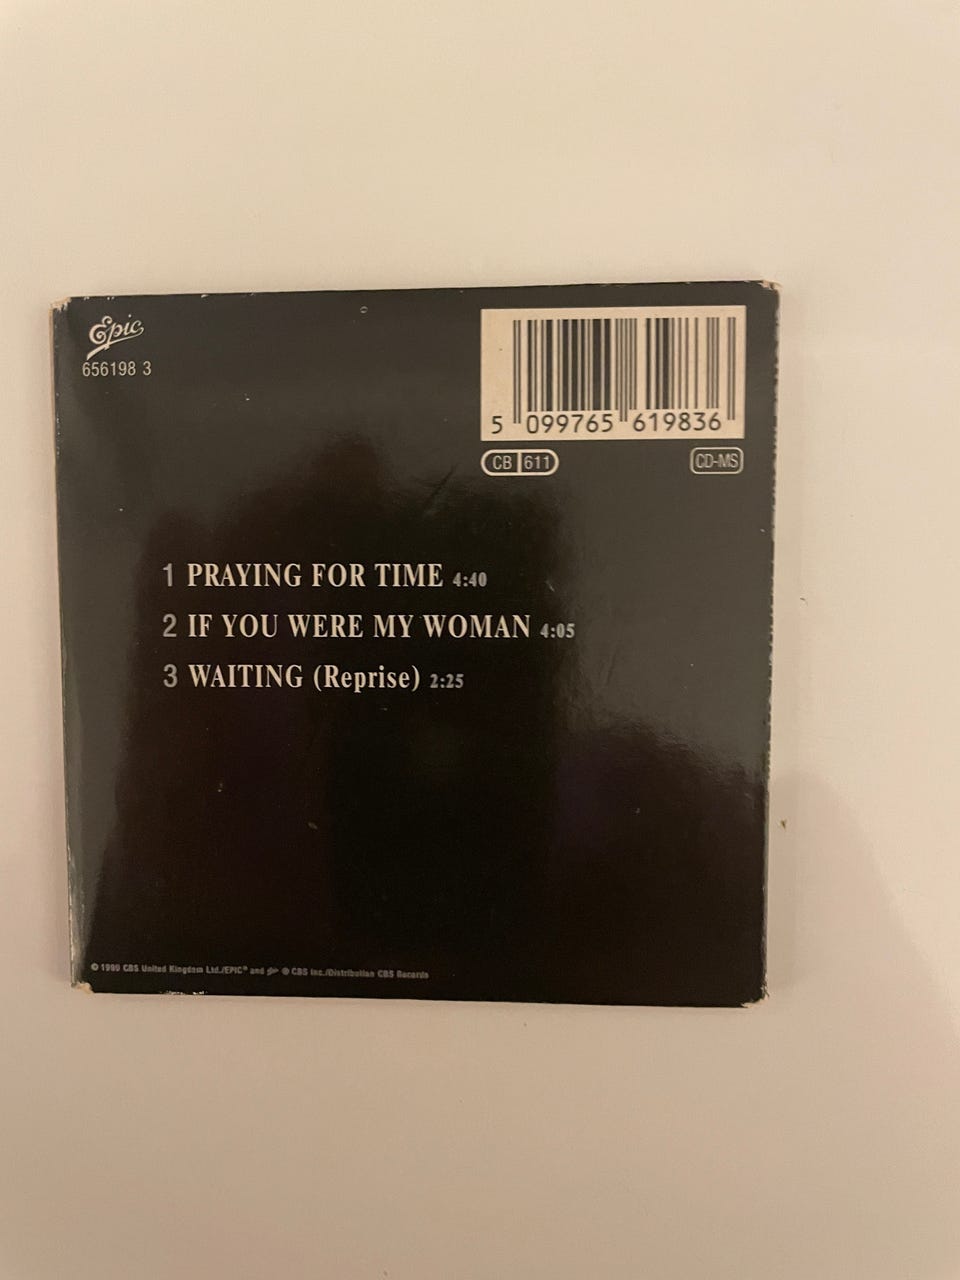 Epic
656198 3
5 099765 619836
CB 611
CD-MS
1 PRAYING FOR TIME 4:40
2 IF YOU WERE MY WOMAN 4:05
3 WAITING (Reprise) 2:25
© 1990 CBS United Kingdom Ltd./EPIC® and ® CBS Inc./Distribution CBS Records